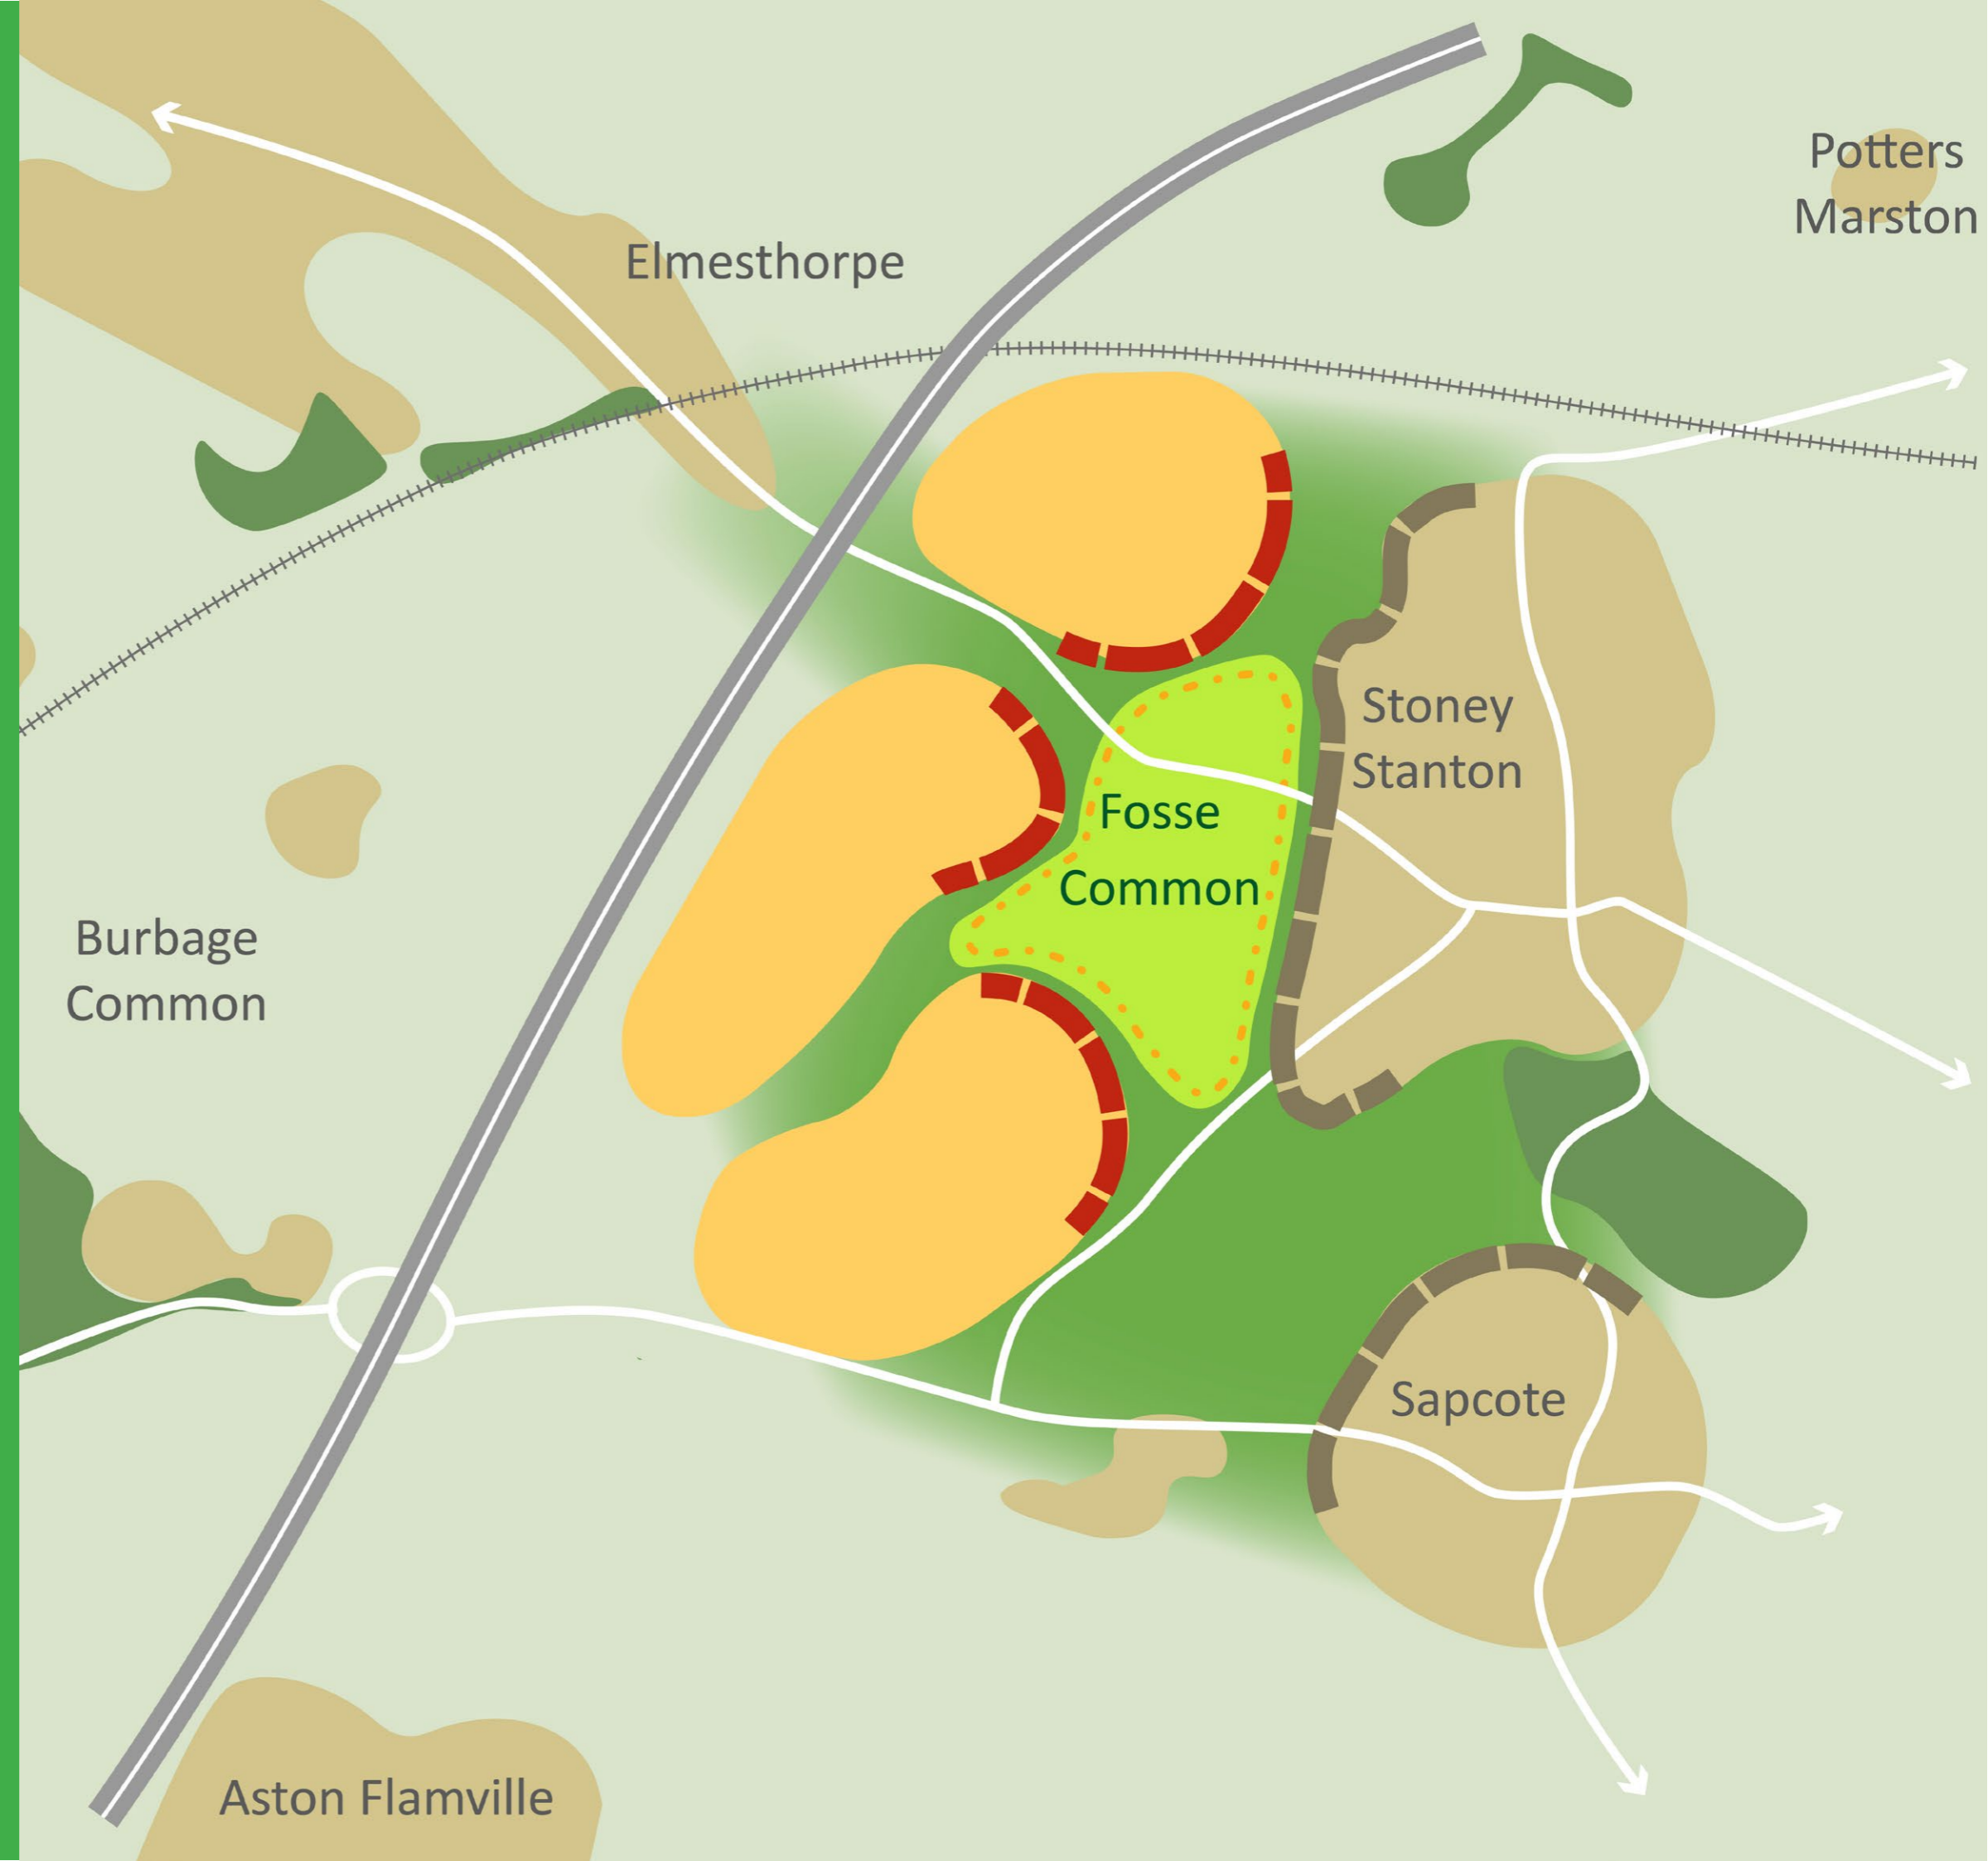 Potters
Marston
Elmesthorpe
Stoney
Stanton
Fosse
Common
Burbage
Common
Sapcote
Aston Flamville